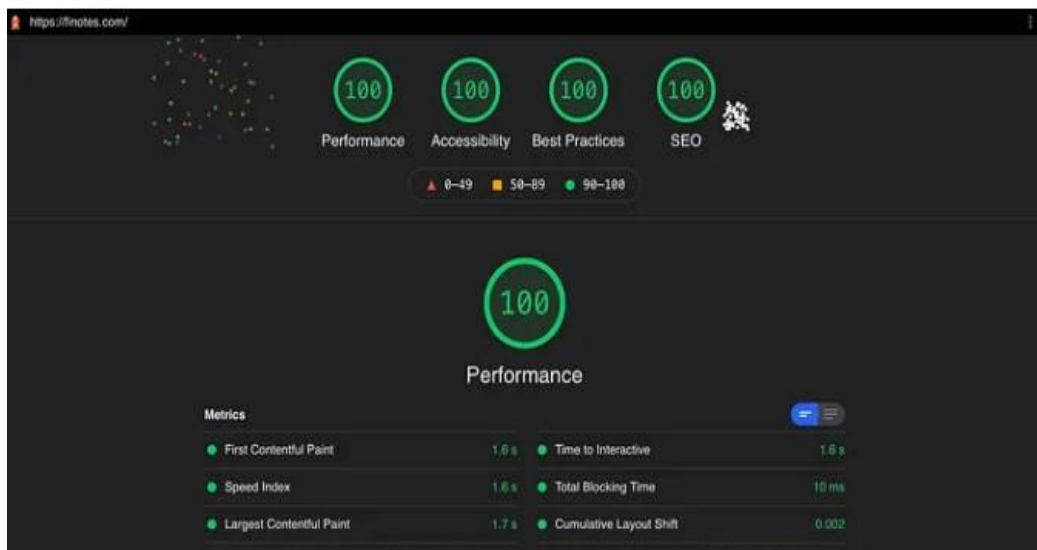 https://finotes.com/
100 100 100 100
Performance Accessibility Best Practices SEO
0–49 50–89 90–100
100
Performance
Metrics
First Contentful Paint 1.6 s Time to Interactive 1.6 s
Speed Index 1.6 s Total Blocking Time 10 ms
Largest Contentful Paint 1.7 s Cumulative Layout Shift 0.002